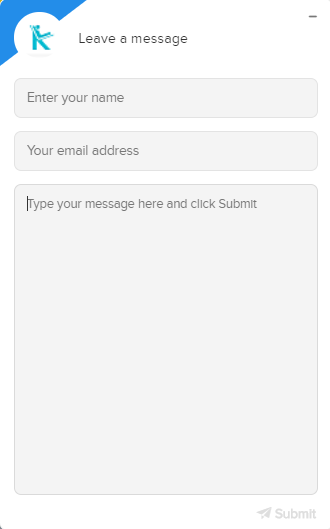 Leave a message
Enter your name
Your email address
Type your message here and click Submit
Submit